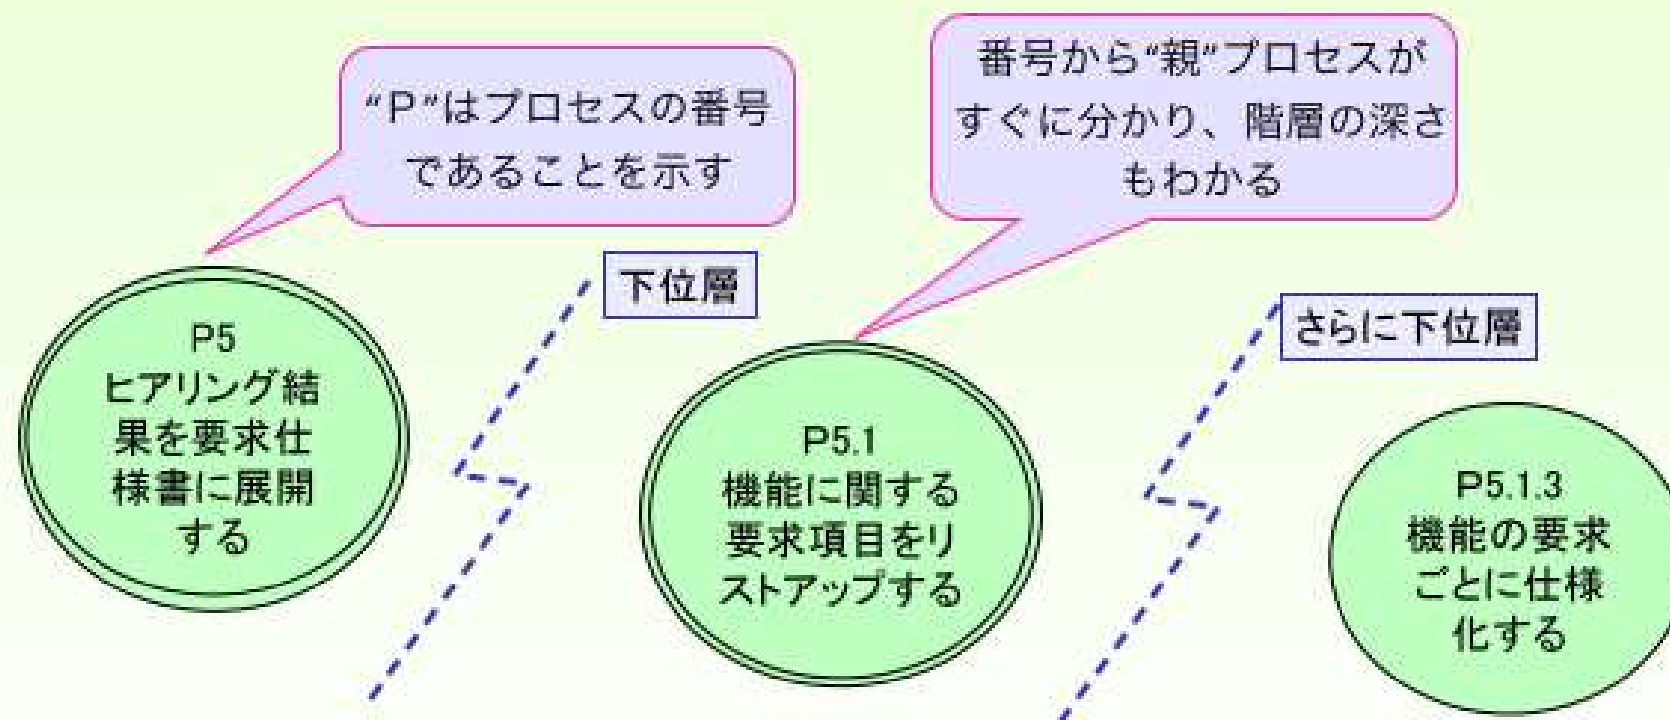 “P”はプロセスの番号
であることを示す
番号から“親”プロセスが
すぐに分かり、階層の深さ
もわかる
下位層
さらに下位層
P5
ヒアリング結
果を要求仕
様書に展開
する
P5.1
機能に関する
要求項目をリ
ストアップする
P5.1.3
機能の要求
ごとに仕様
化する